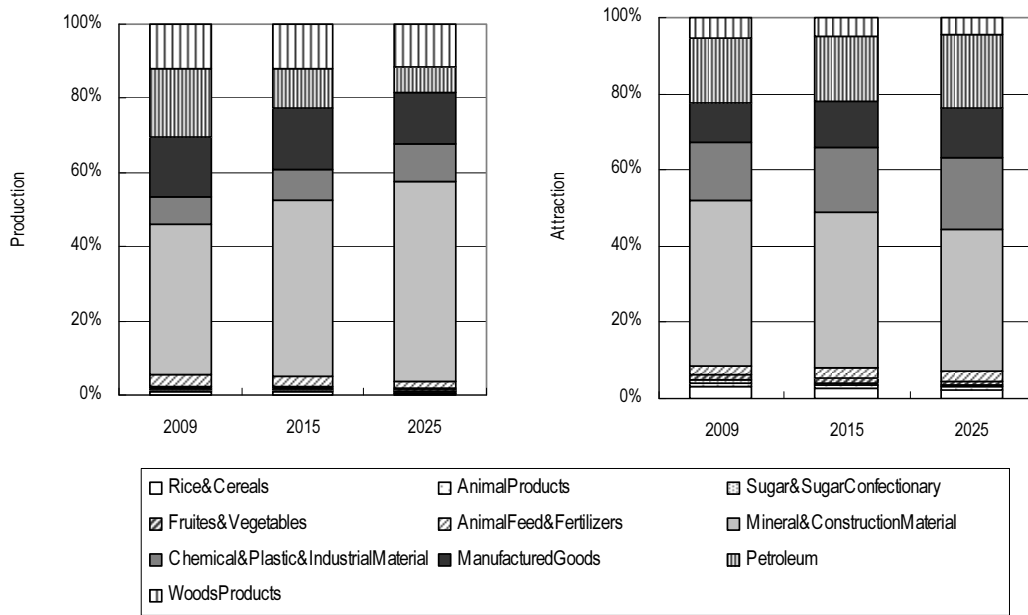 100%
80%
60%
40%
20%
0%
Production
2009 2015 2025
100%
80%
60%
40%
20%
0%
Attraction
2009 2015 2025
Rice&Cereals AnimalProducts Sugar&SugarConfectionary
Fruites&Vegetables AnimalFeed&Fertilizers Mineral&ConstructionMaterial
Chemical&Plastic&IndustrialMaterial ManufacturedGoods Petroleum
WoodsProducts